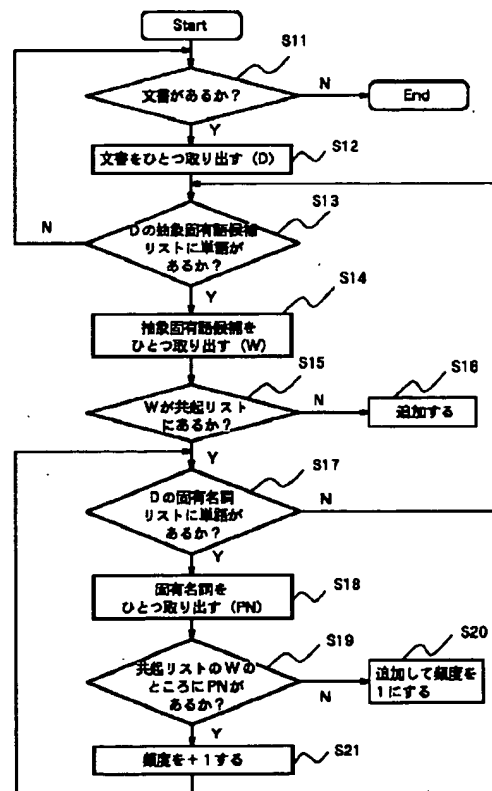 Start
S11
文書があるか?
N
End
Y
文書をひとつ取り出す (D)
S12
S13
Dの抽象固有語候補
リストに単語が
あるか?
N
Y
S14
抽象固有語候補を
ひとつ取り出す (W)
S15
Wが共起リスト
にあるか?
N
S16
追加する
Y
S17
Dの固有名詞
リストに単語が
あるか?
N
Y
固有名詞を
ひとつ取り出す (PN)
S18
S19
共起リストのWの
ところにPNが
あるか?
N
S20
追加して頻度を
1にする
Y
頻度を+1する
S21